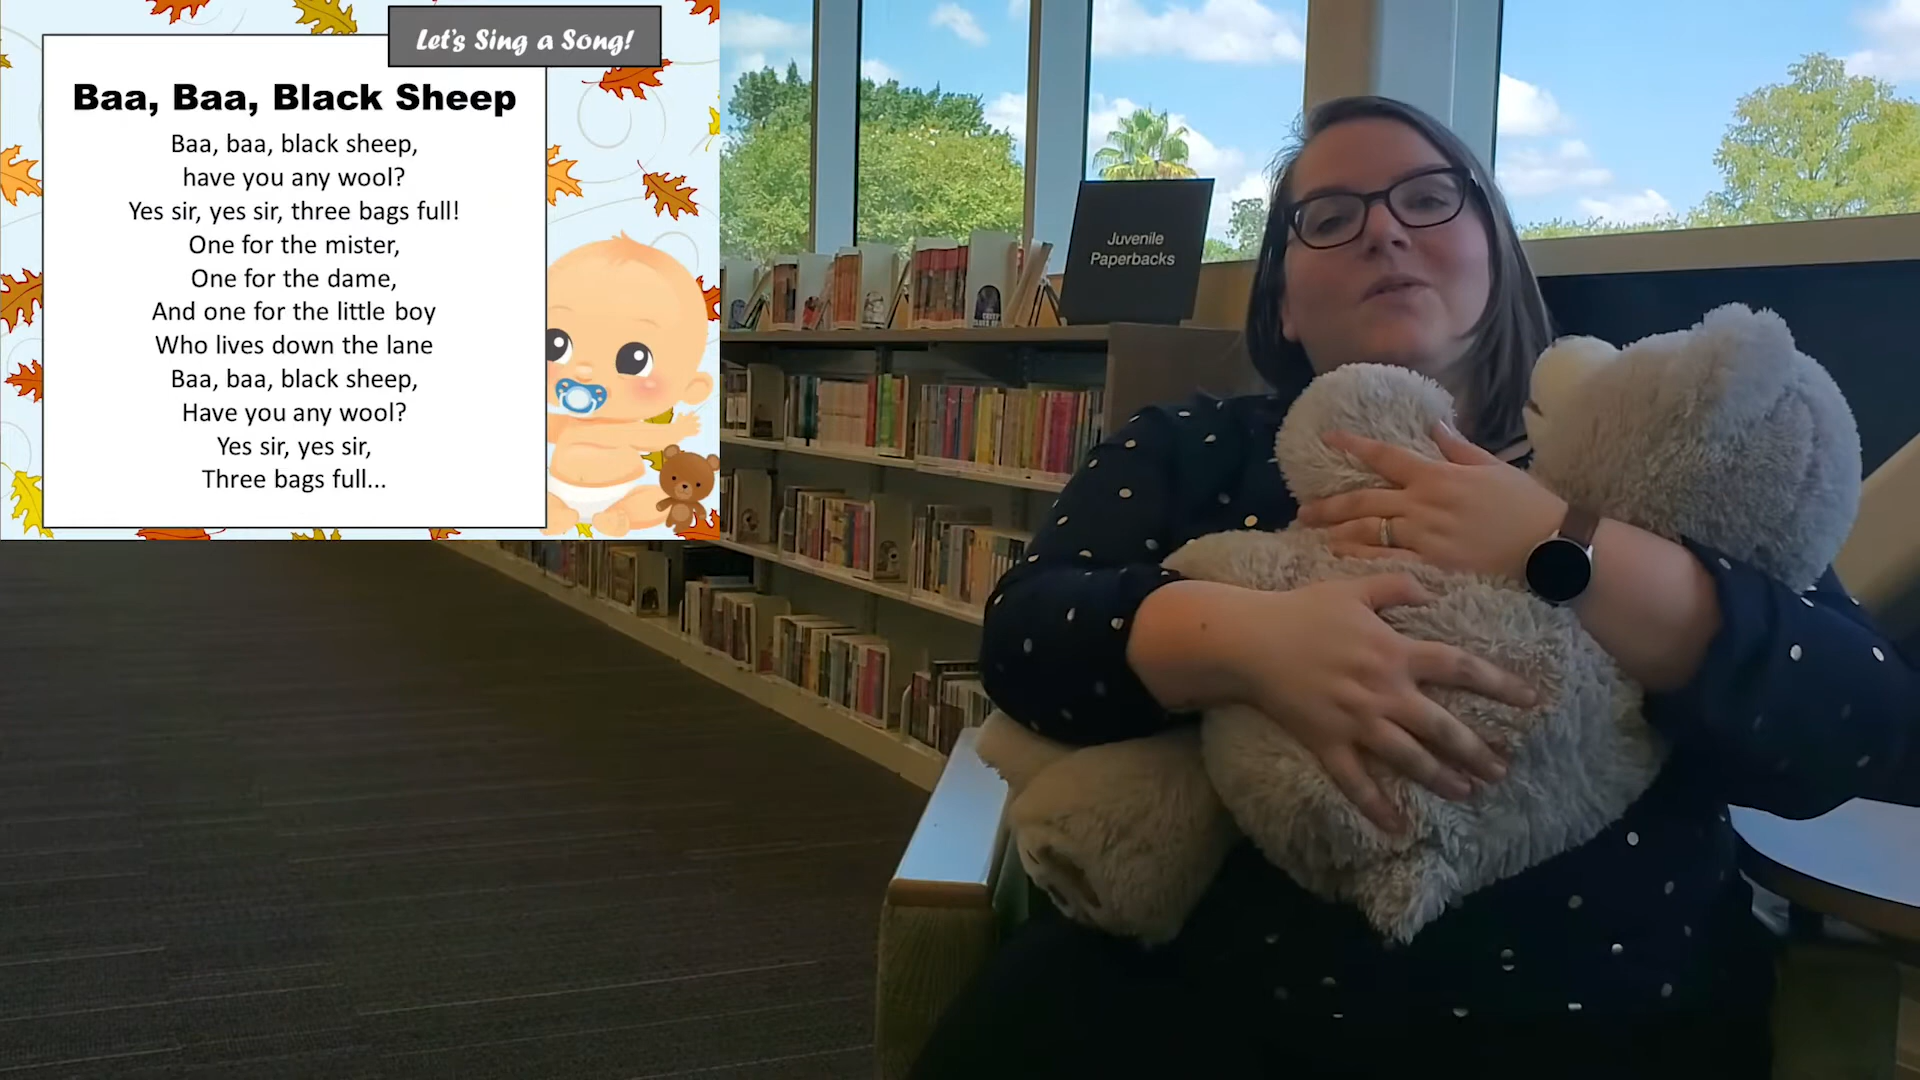 Let's Sing a Song!
Baa, Baa, Black Sheep
Baa, baa, black sheep,
have you any wool?
Yes sir, yes sir, three bags full!
One for the mister,
One for the dame,
And one for the little boy
Who lives down the lane
Baa, baa, black sheep,
Have you any wool?
Yes sir, yes sir,
Three bags full...
Juvenile
Paperbacks